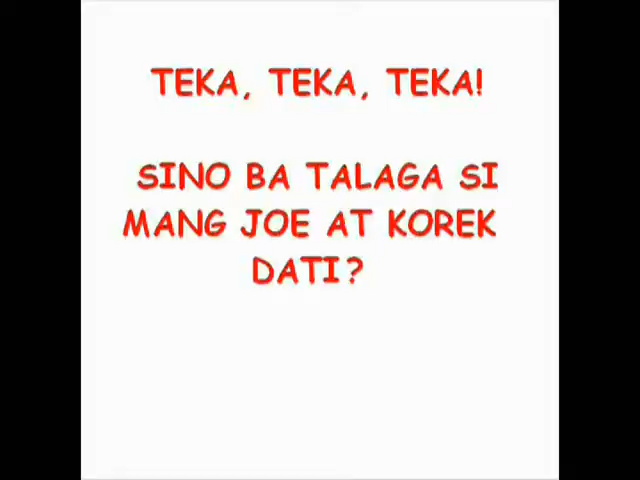 TEKA, TEKA, TEKA!
SINO BA TALAGA SI
MANG JOE AT KOREK
DATI?